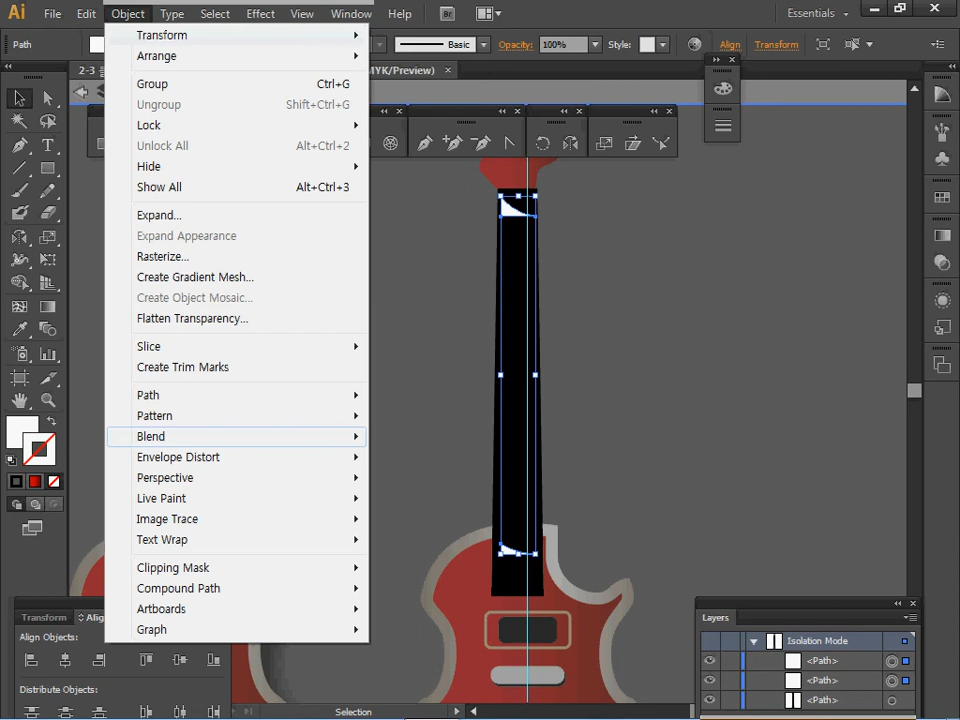 Ai File Edit Object Type Select Effect View Window Help Br Essentials
Path Basic Opacity: 100% Style: Align Transform
2-3 MYK/Preview) ×
Transform
Arrange
Group Ctrl+G
Ungroup Shift+Ctrl+G
Lock
Unlock All Alt+Ctrl+2
Hide
Show All Alt+Ctrl+3
Expand...
Expand Appearance
Rasterize...
Create Gradient Mesh...
Create Object Mosaic...
Flatten Transparency...
Slice
Create Trim Marks
Path
Pattern
Blend
Envelope Distort
Perspective
Live Paint
Image Trace
Text Wrap
Clipping Mask
Compound Path
Artboards
Graph
Transform Alig
Align Objects:
Distribute Objects:
Layers
Isolation Mode
<Path>
<Path>
<Path>
Selection